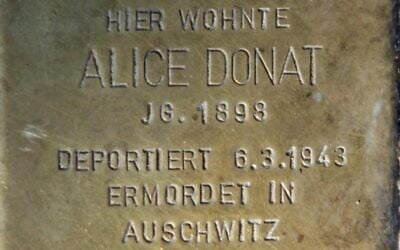 HIER WOHNTE
ALICE DONAT
JG. 1898
DEPORTIERT 6.3.1943
ERMORDET IN
AUSCHWITZ